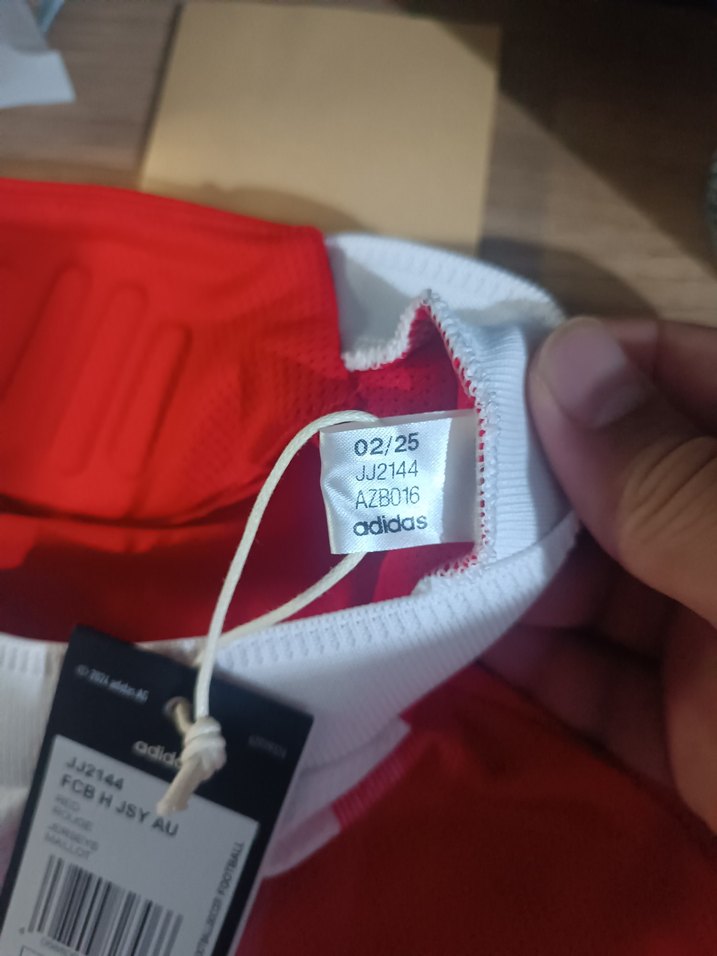 02/25
JJ2144
AZB016
adidas
© 2024 adidas AG
adidas
JJ2144
FCB H JSY AU
RED
ROUGE
JERSEYS
MAILLOT
FOOTBALL